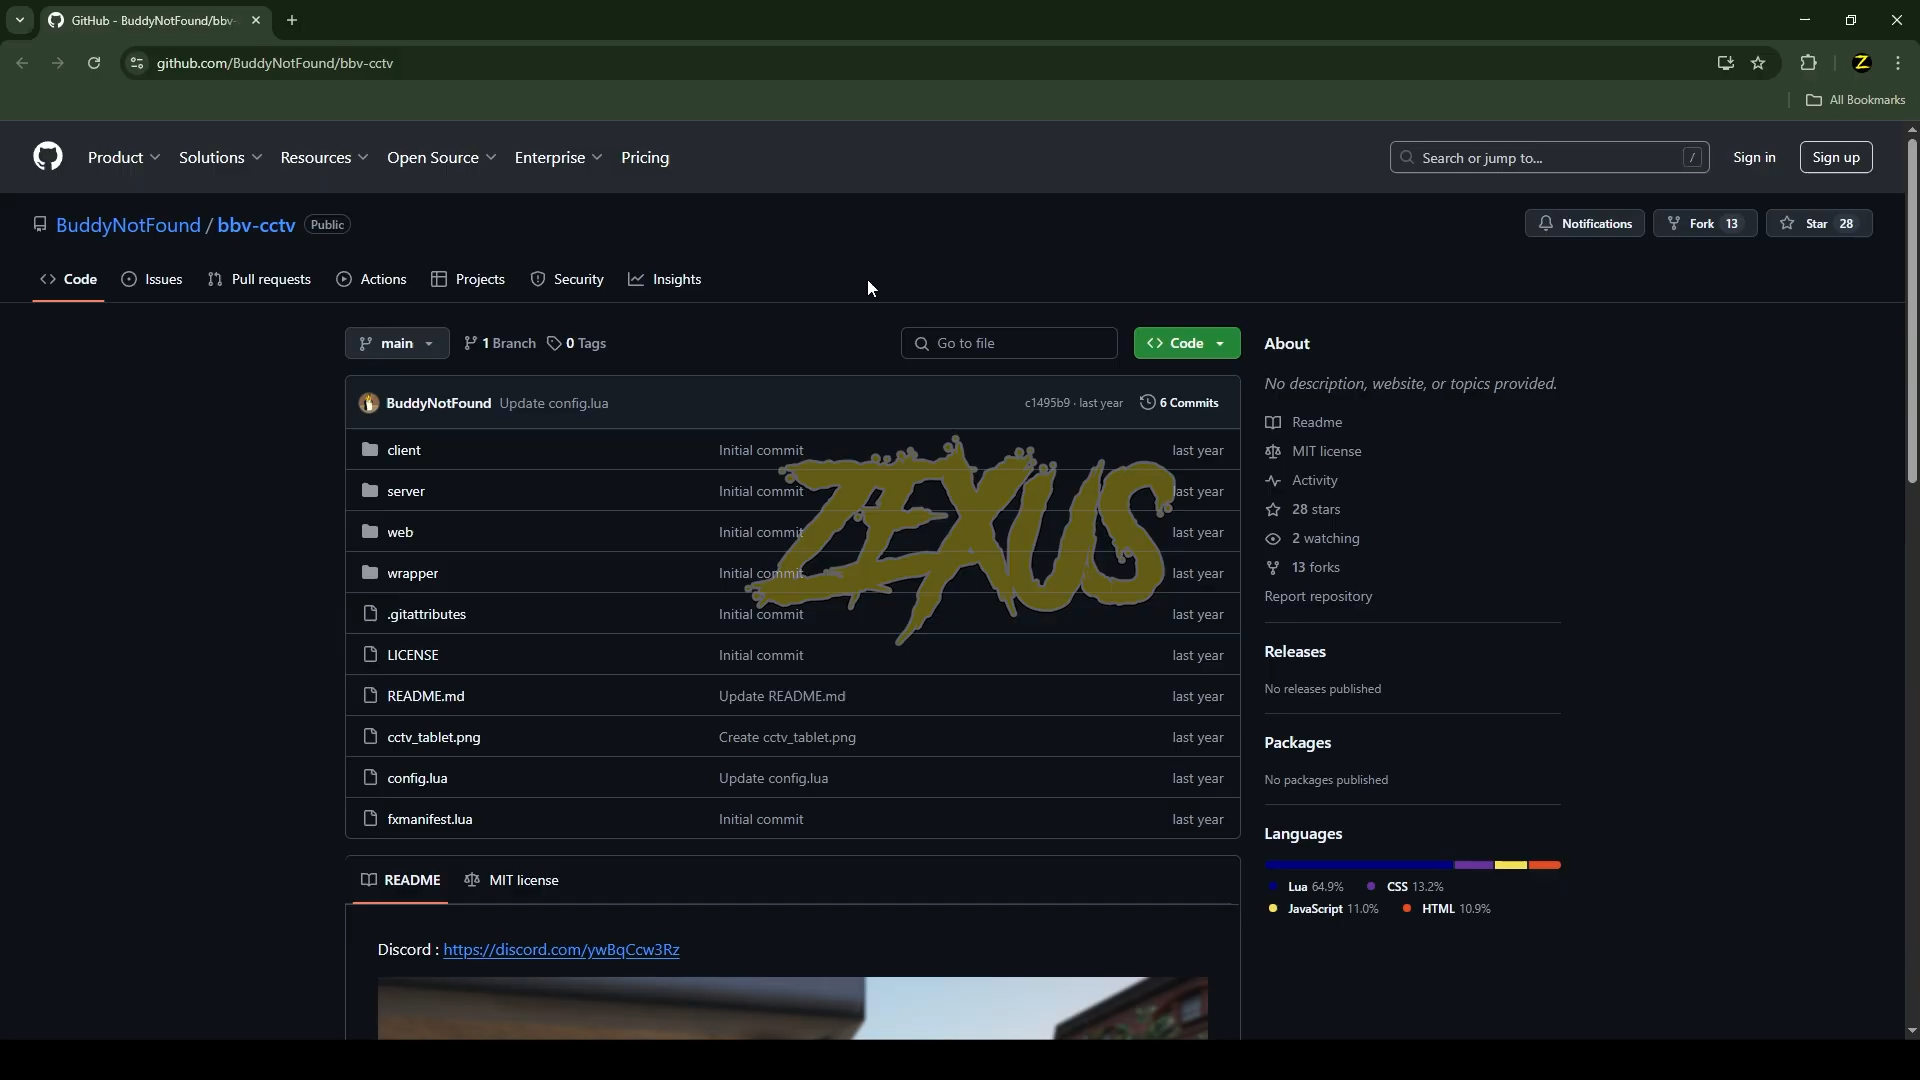 GitHub - BuddyNotFound/bbv-
github.com/BuddyNotFound/bbv-cctv
Z
All Bookmarks
Product
Solutions
Resources
Open Source
Enterprise
Pricing
Search or jump to...
/
Sign in
Sign up
BuddyNotFound / bbv-cctv
Public
Notifications
Fork 13
Star 28
Code
Issues
Pull requests
Actions
Projects
Security
Insights
main
1 Branch
0 Tags
Go to file
Code
BuddyNotFound Update config.lua
c1495b9 · last year
6 Commits
client Initial commit last year
server Initial commit last year
web Initial commit last year
wrapper Initial commit last year
.gitattributes Initial commit last year
LICENSE Initial commit last year
README.md Update README.md last year
cctv_tablet.png Create cctv_tablet.png last year
config.lua Update config.lua last year
fxmanifest.lua Initial commit last year
ZEXUS
README
MIT license
Discord : https://discord.com/ywBqCcw3Rz
About
No description, website, or topics provided.
Readme
MIT license
Activity
28 stars
2 watching
13 forks
Report repository
Releases
No releases published
Packages
No packages published
Languages
Lua 64.9%
CSS 13.2%
JavaScript 11.0%
HTML 10.9%